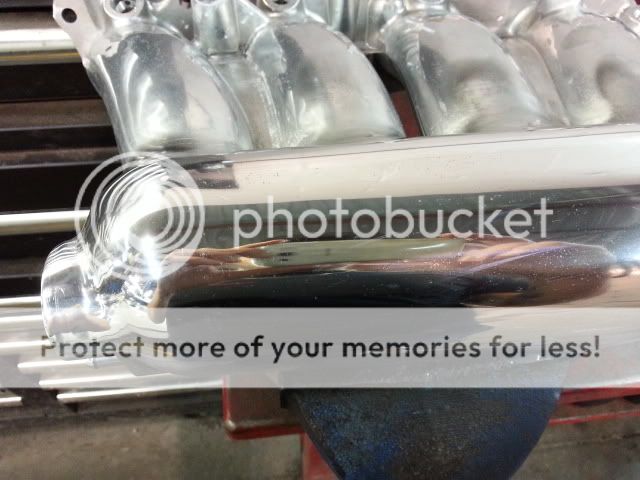 photobucket
Protect more of your memories for less!